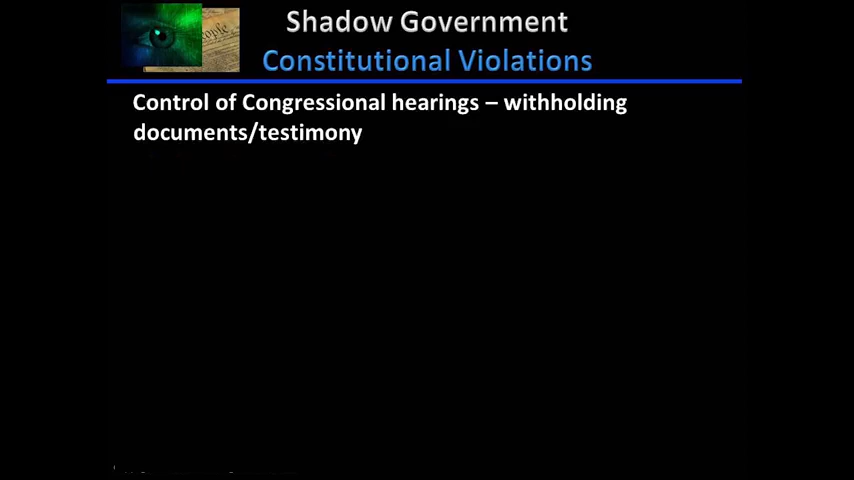 Shadow Government
Constitutional Violations
Control of Congressional hearings – withholding
documents/testimony